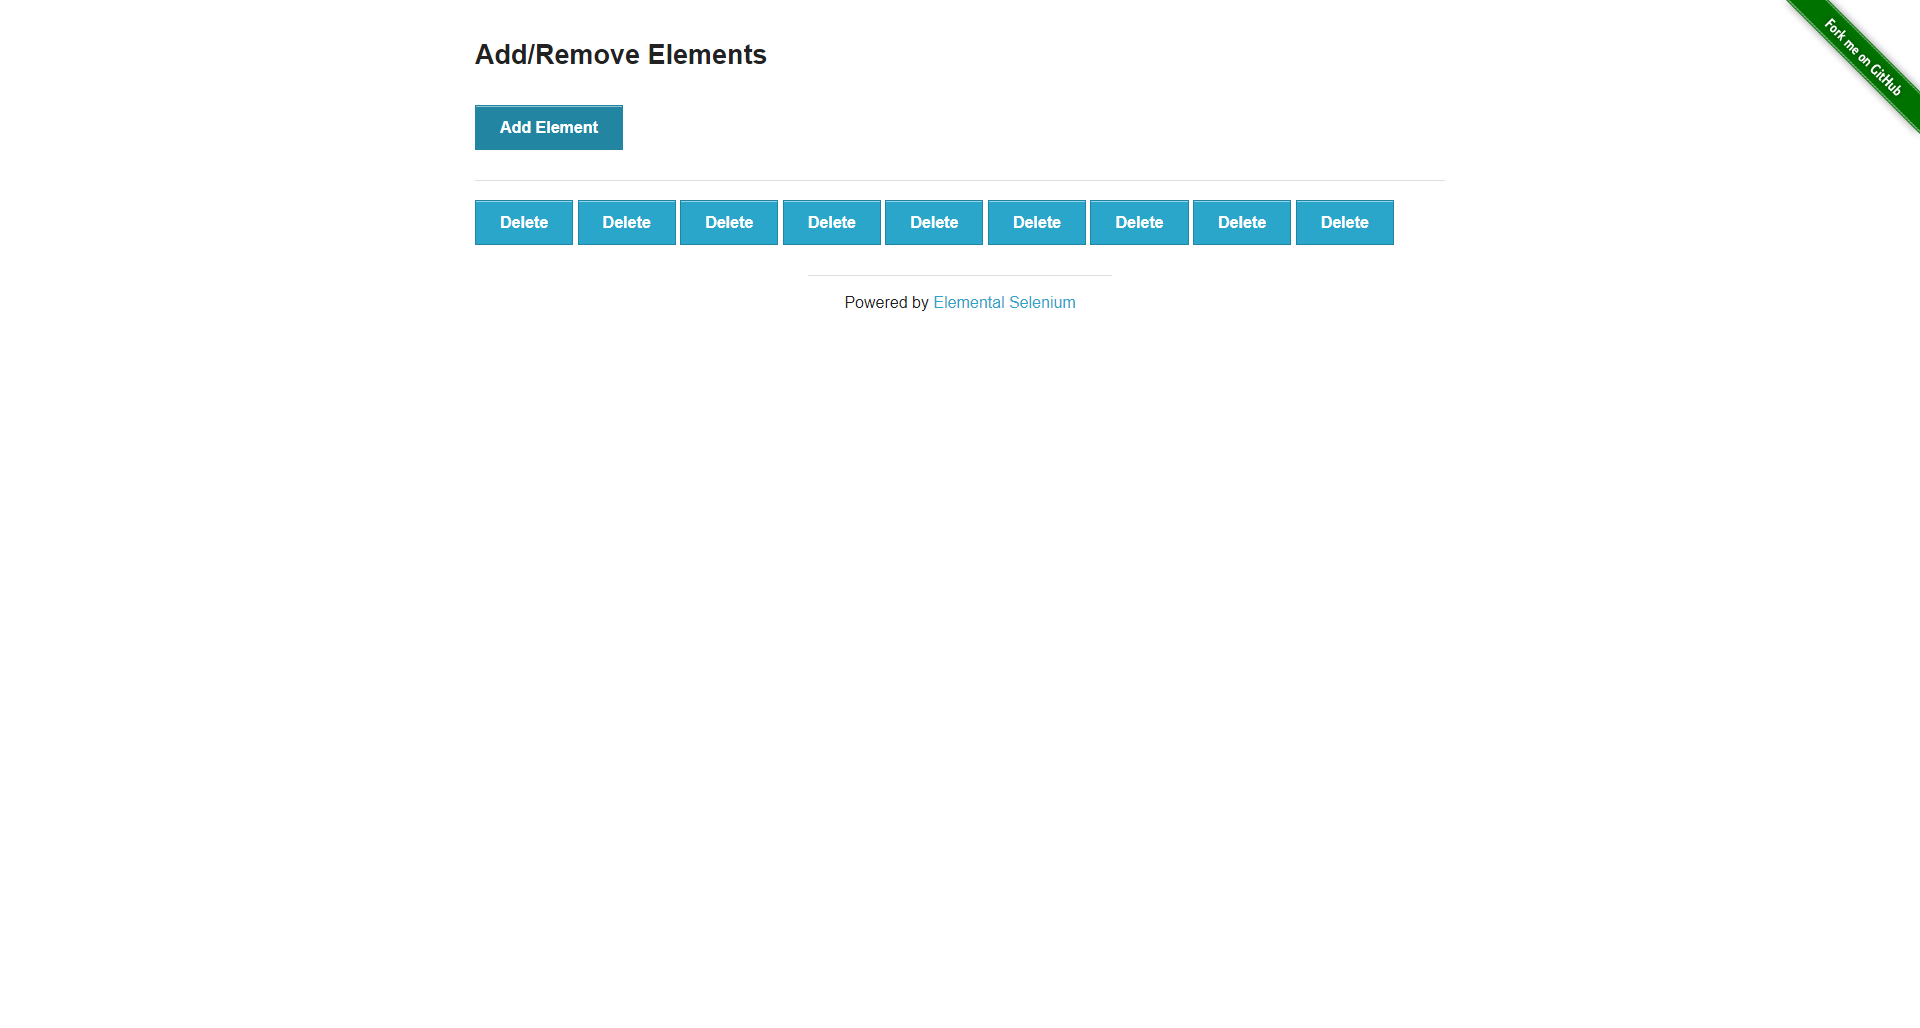 Fork me on GitHub
Add/Remove Elements
Add Element
Delete Delete Delete Delete Delete Delete Delete Delete Delete
Powered by Elemental Selenium